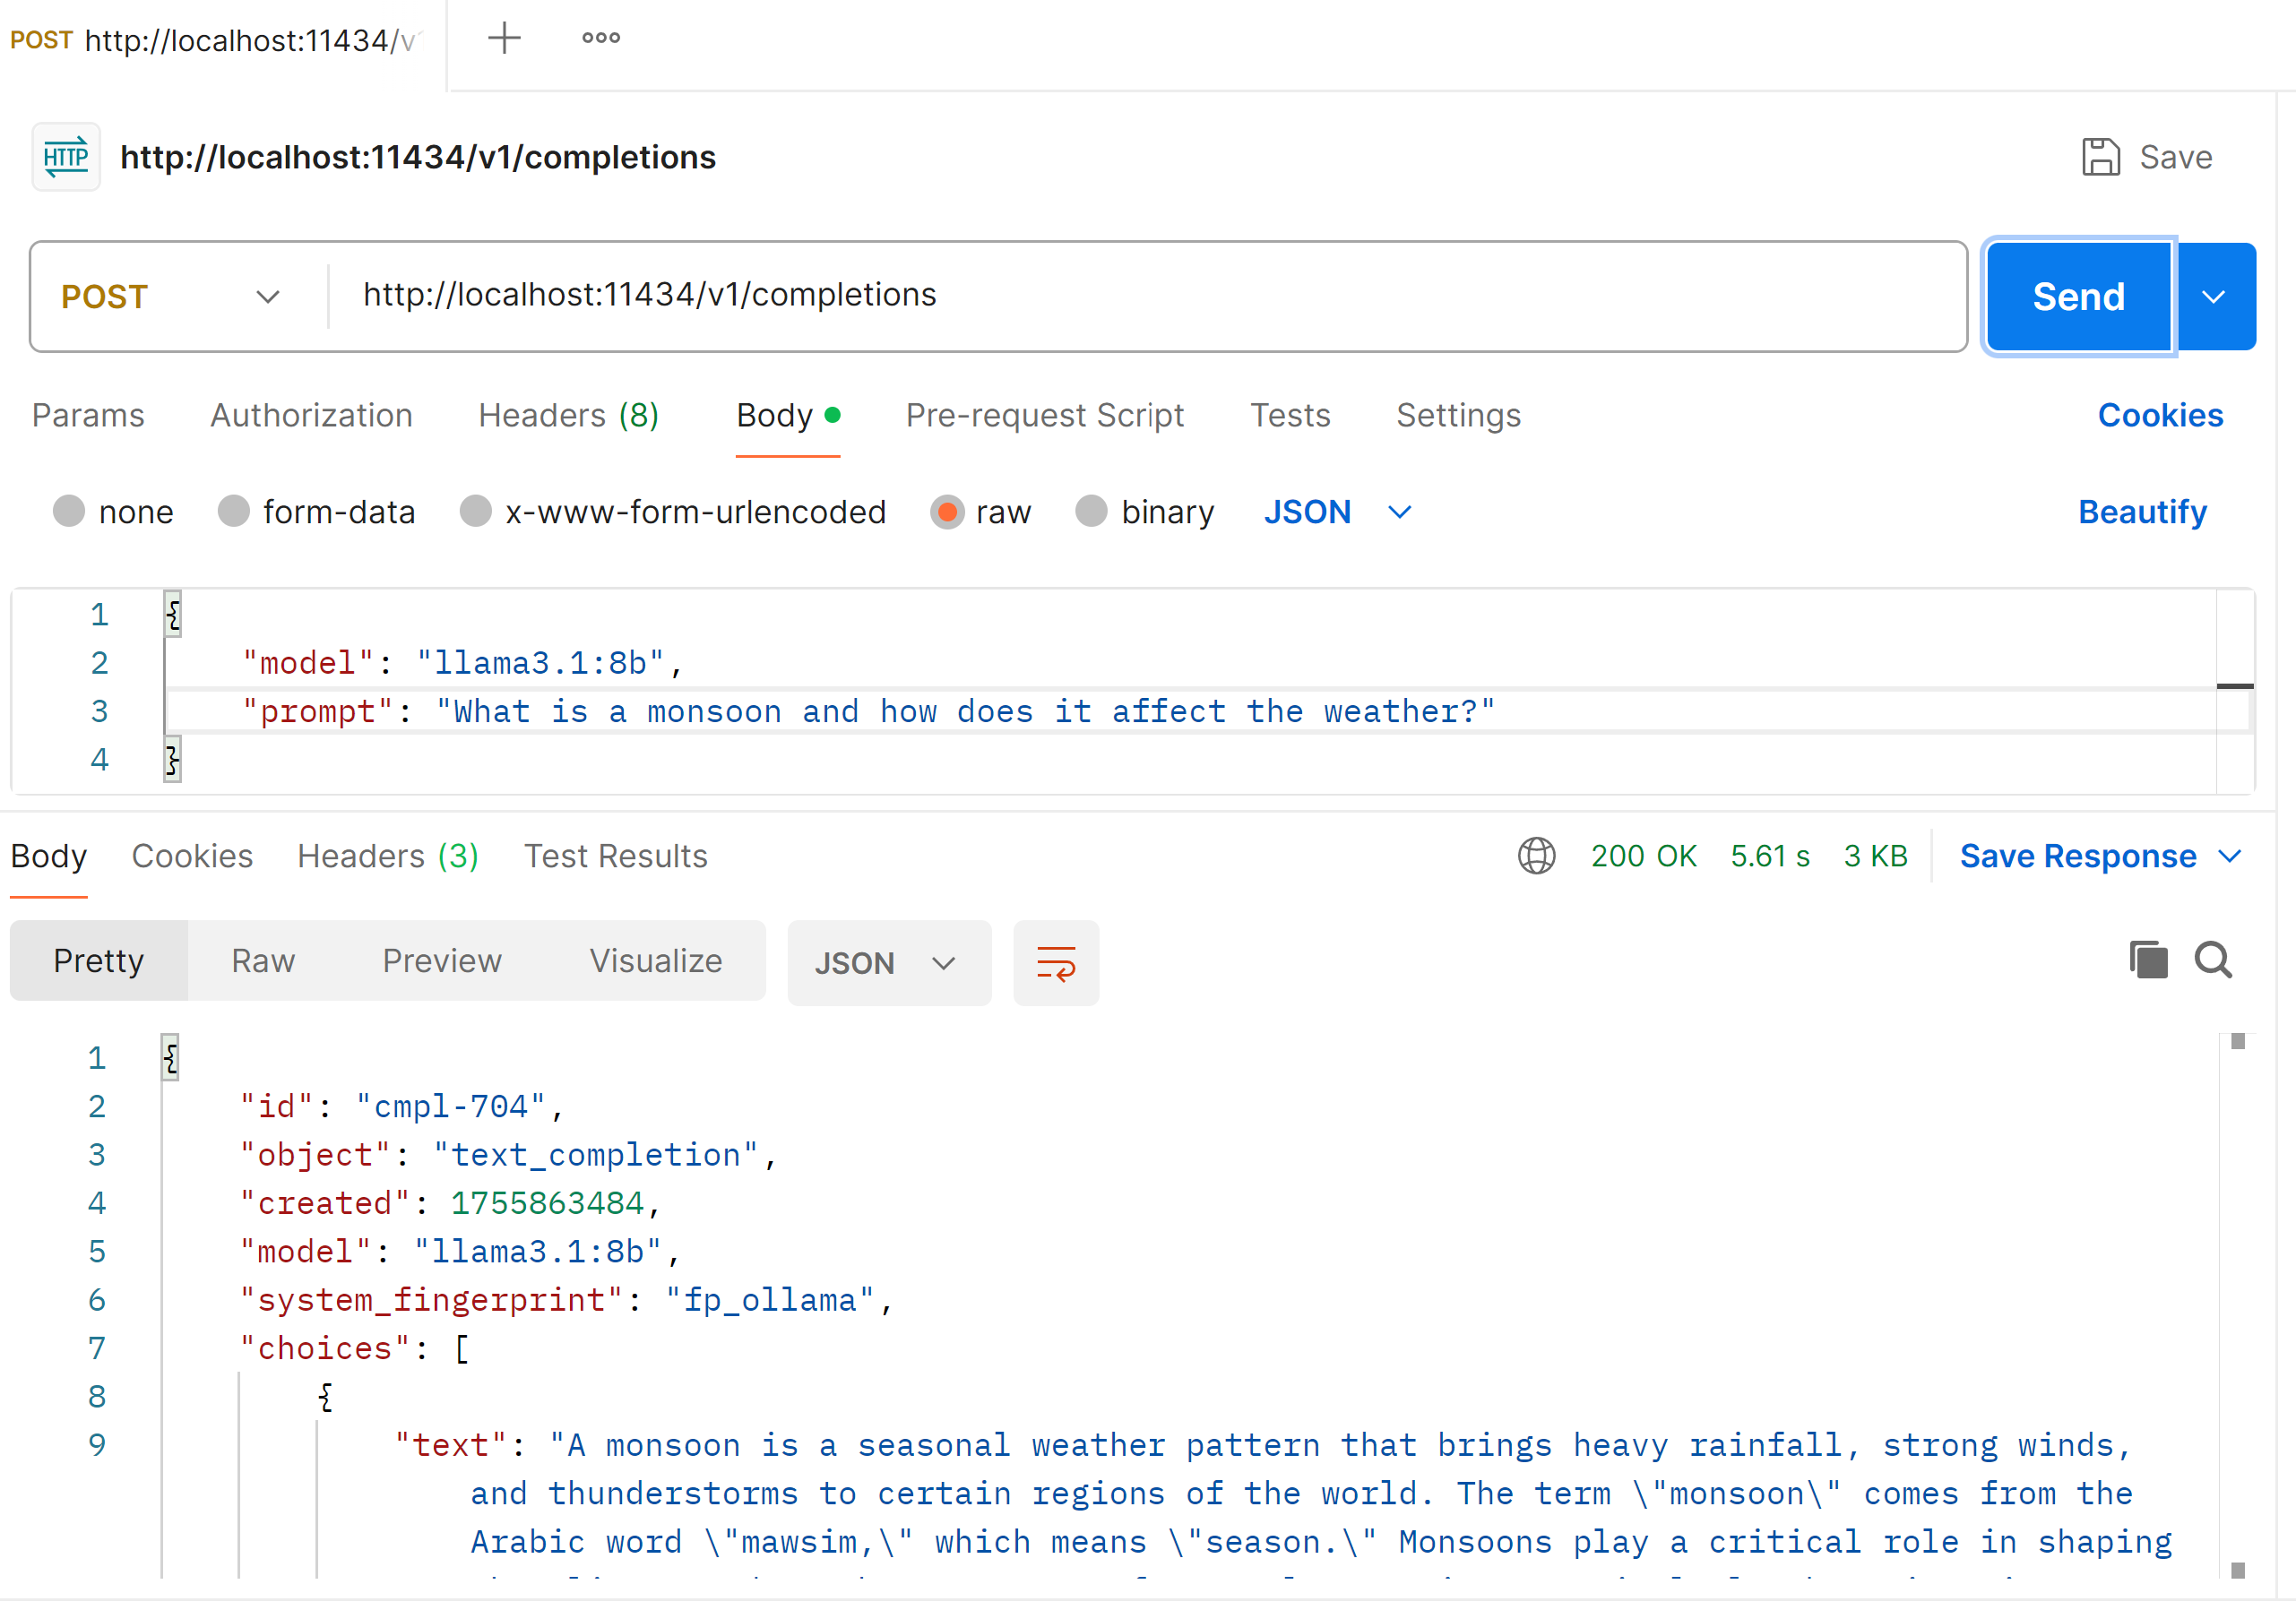 POST http://localhost:11434/v
HTTP http://localhost:11434/v1/completions Save
POST http://localhost:11434/v1/completions Send
Params Authorization Headers (8) Body Pre-request Script Tests Settings Cookies
none form-data x-www-form-urlencoded raw binary JSON Beautify
1 {
2 "model": "llama3.1:8b",
3 "prompt": "What is a monsoon and how does it affect the weather?"
4 }
Body Cookies Headers (3) Test Results 200 OK 5.61 s 3 KB Save Response
Pretty Raw Preview Visualize JSON
1 {
2 "id": "cmpl-704",
3 "object": "text_completion",
4 "created": 1755863484,
5 "model": "llama3.1:8b",
6 "system_fingerprint": "fp_ollama",
7 "choices": [
8 {
9 "text": "A monsoon is a seasonal weather pattern that brings heavy rainfall, strong winds,
and thunderstorms to certain regions of the world. The term \"monsoon\" comes from the
Arabic word \"mawsim,\" which means \"season.\" Monsoons play a critical role in shaping